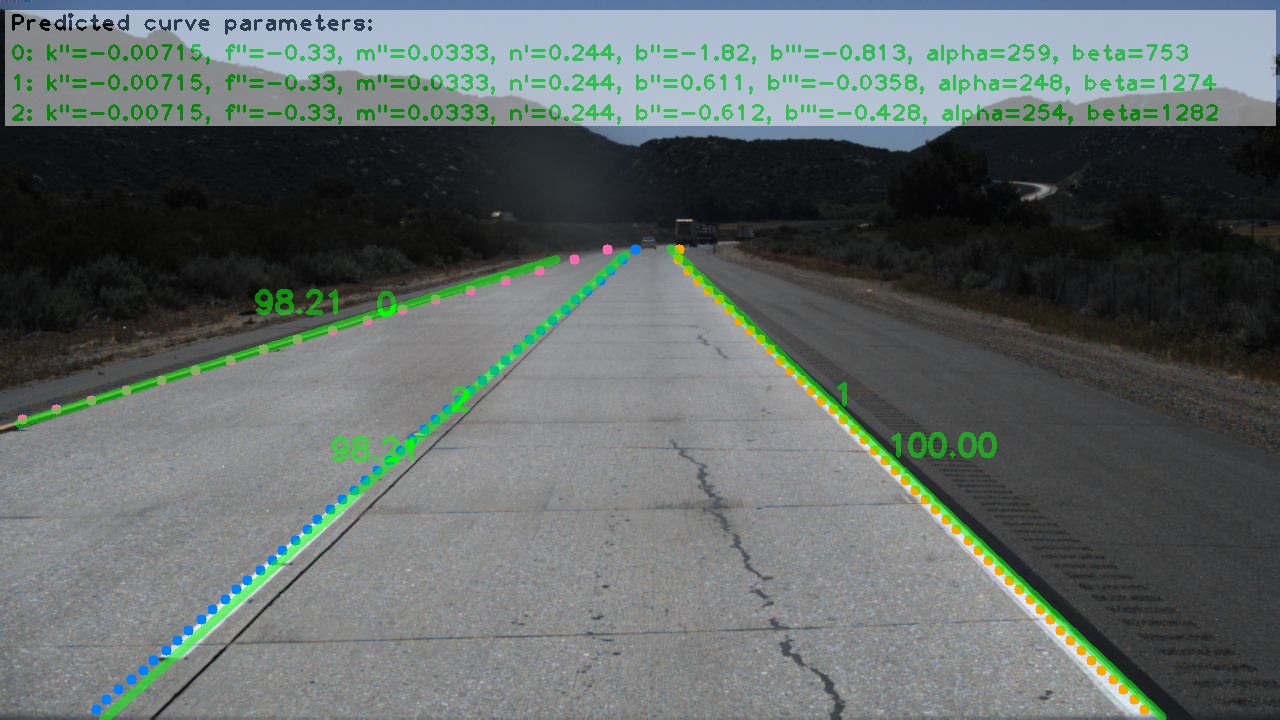 Predicted curve parameters:
0: k''=-0.00715, f''=-0.33, m''=0.0333, n'=0.244, b''=-1.82, b'''=-0.813, alpha=259, beta=753
1: k''=-0.00715, f''=-0.33, m''=0.0333, n'=0.244, b''=0.611, b'''=-0.0358, alpha=248, beta=1274
2: k''=-0.00715, f''=-0.33, m''=0.0333, n'=0.244, b''=-0.612, b'''=-0.428, alpha=254, beta=1282
98.21 0
2 1
98.21 100.00